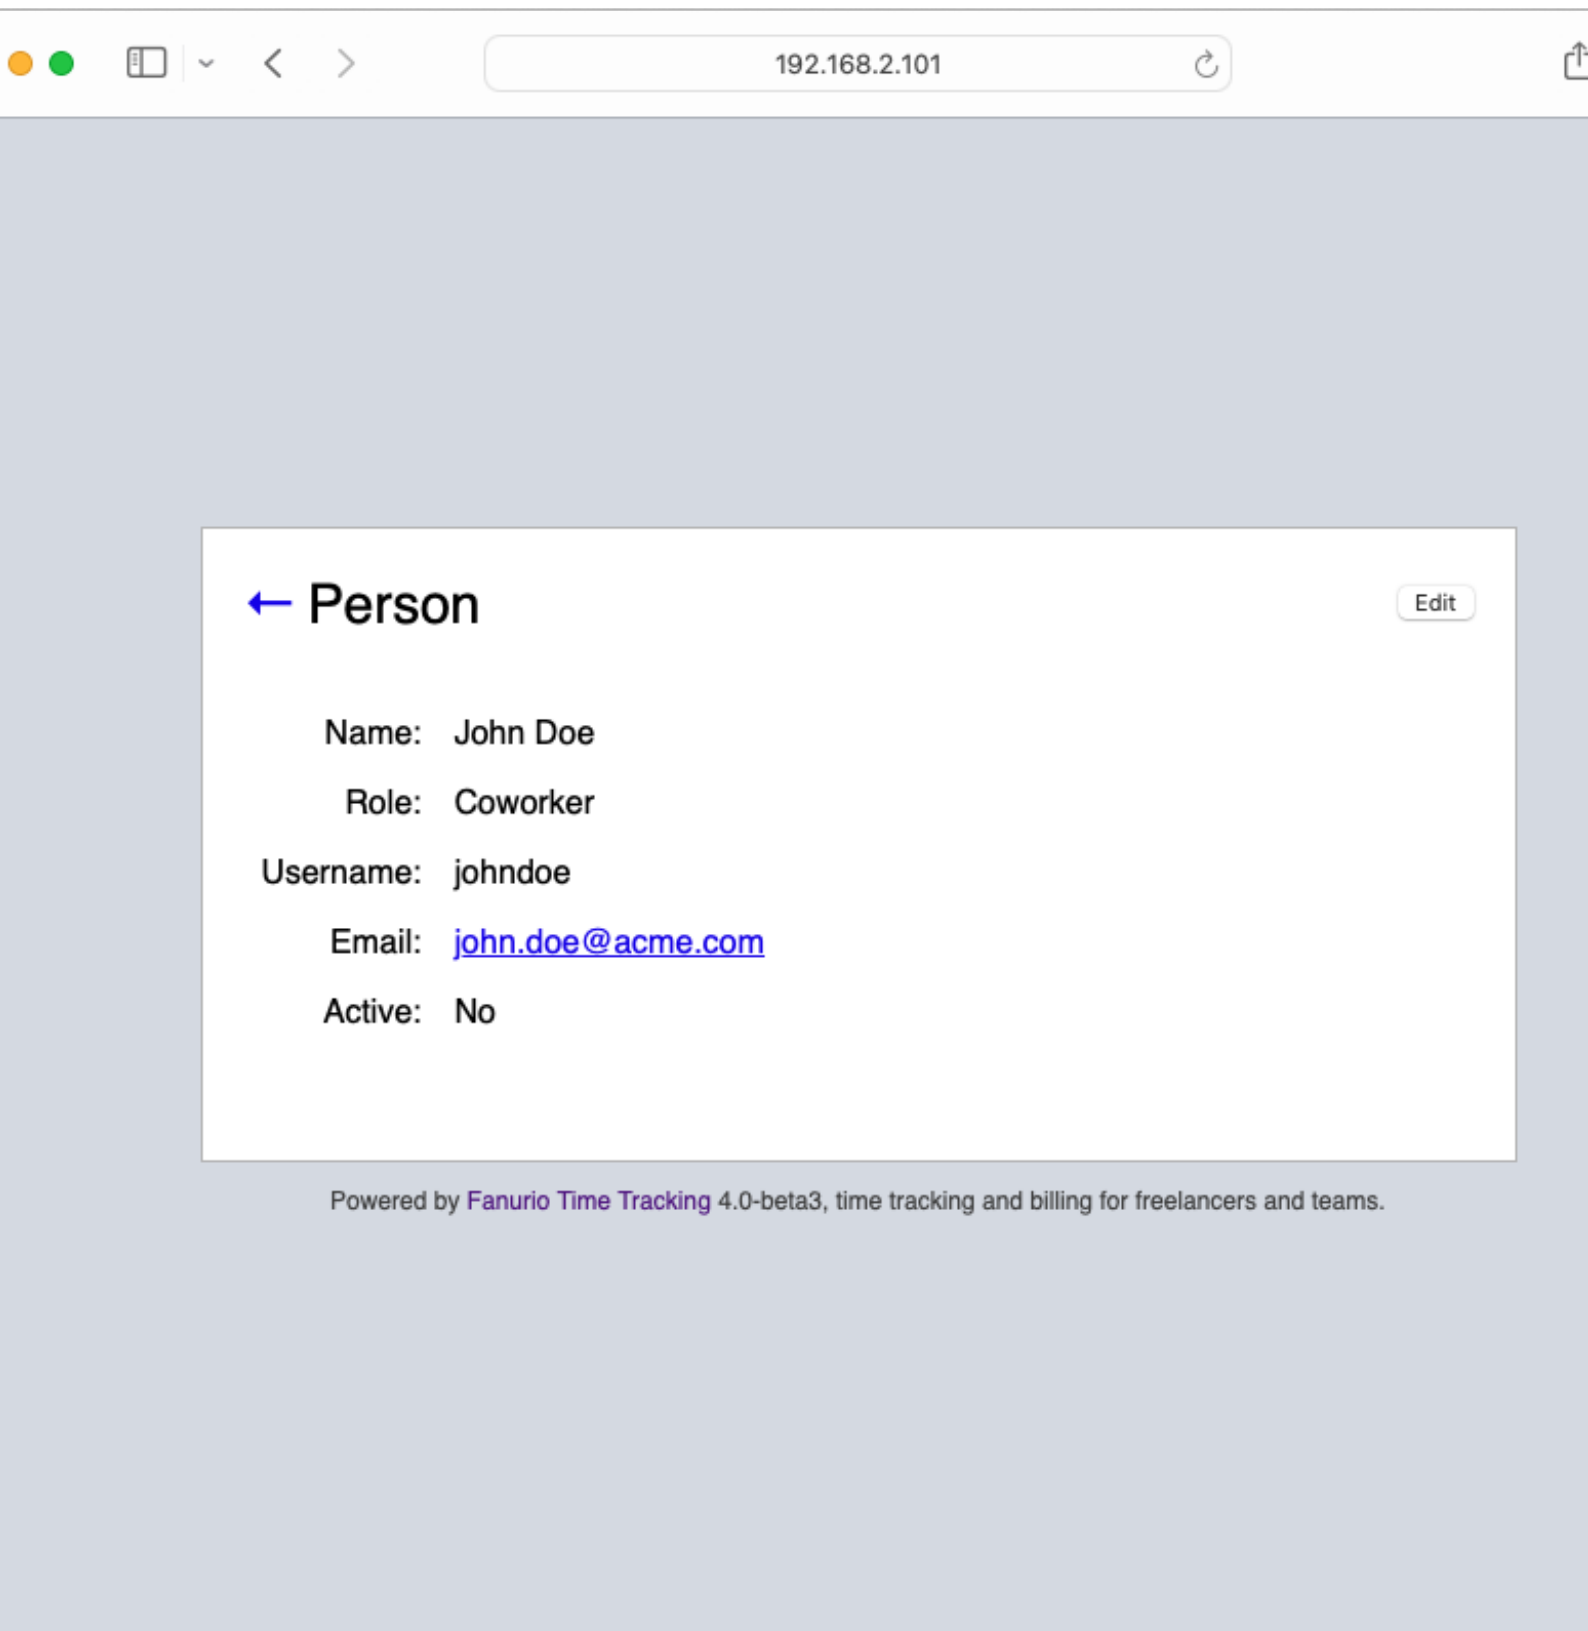 192.168.2.101
← Person
Edit
Name: John Doe
Role: Coworker
Username: johndoe
Email: john.doe@acme.com
Active: No
Powered by Fanurio Time Tracking 4.0-beta3, time tracking and billing for freelancers and teams.